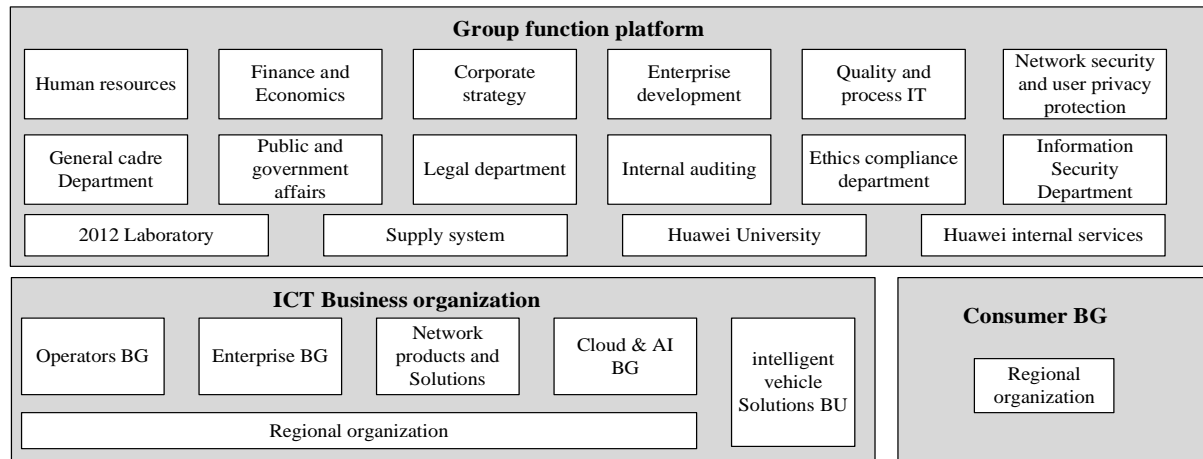 Group function platform
Human resources
Finance and
Economics
Corporate
strategy
Enterprise
development
Quality and
process IT
Network security
and user privacy
protection
General cadre
Department
Public and
government
affairs
Legal department
Internal auditing
Ethics compliance
department
Information
Security
Department
2012 Laboratory
Supply system
Huawei University
Huawei internal services
ICT Business organization
Operators BG
Enterprise BG
Network
products and
Solutions
Cloud & AI
BG
intelligent
vehicle
Solutions BU
Regional organization
Consumer BG
Regional
organization